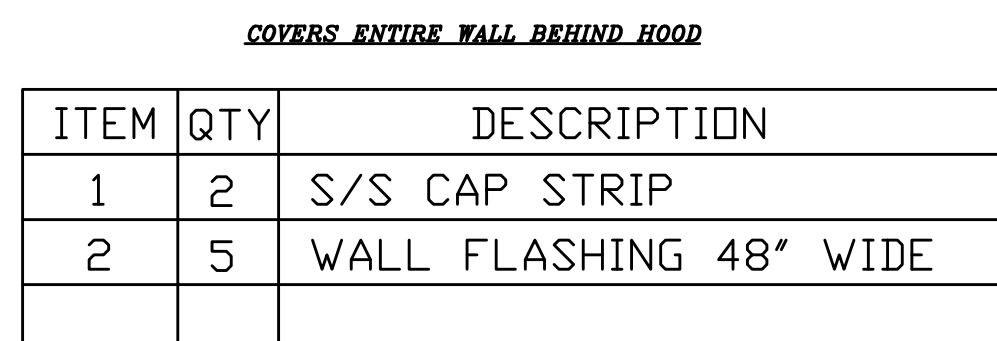 COVERS ENTIRE WALL BEHIND HOOD
ITEM QTY DESCRIPTION
1 2 S/S CAP STRIP
2 5 WALL FLASHING 48" WIDE